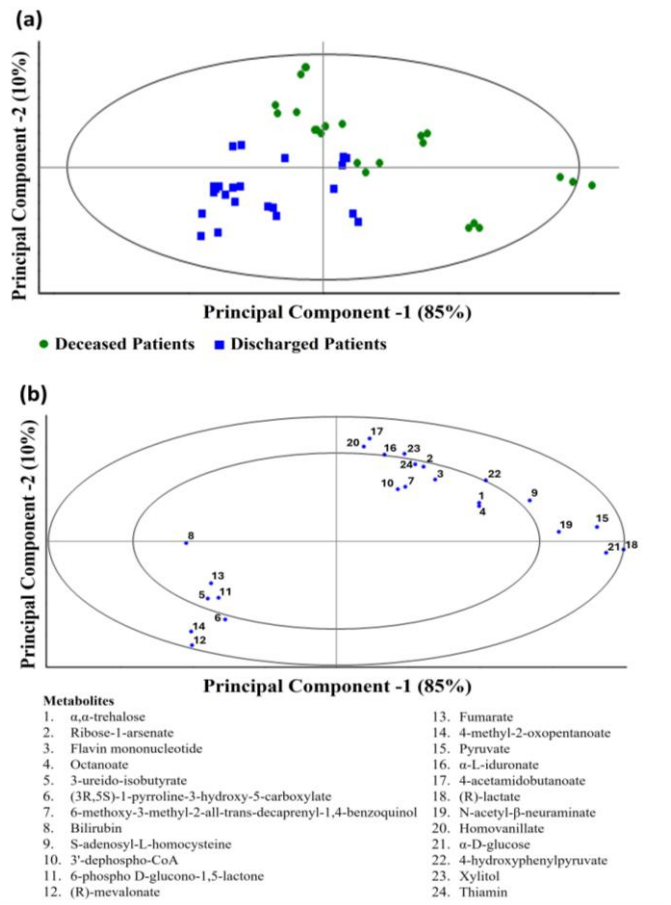 (a)
Principal Component -2 (10%)
Principal Component -1 (85%)
Deceased Patients Discharged Patients
(b)
Principal Component -2 (10%)
17
20
16 23
24 2
3
22
10 7
1
4
9
19
15
21 18
8
13
5 11
6
14
12
Principal Component -1 (85%)
Metabolites
1. α,α-trehalose
2. Ribose-1-arsenate
3. Flavin mononucleotide
4. Octanoate
5. 3-ureido-isobutyrate
6. (3R,5S)-1-pyrroline-3-hydroxy-5-carboxylate
7. 6-methoxy-3-methyl-2-all-trans-decaprenyl-1,4-benzoquinol
8. Bilirubin
9. S-adenosyl-L-homocysteine
10. 3'-dephospho-CoA
11. 6-phospho D-glucono-1,5-lactone
12. (R)-mevalonate
13. Fumarate
14. 4-methyl-2-oxopentanoate
15. Pyruvate
16. α-L-iduronate
17. 4-acetamidobutanoate
18. (R)-lactate
19. N-acetyl-β-neuraminate
20. Homovanillate
21. α-D-glucose
22. 4-hydroxyphenylpyruvate
23. Xylitol
24. Thiamin